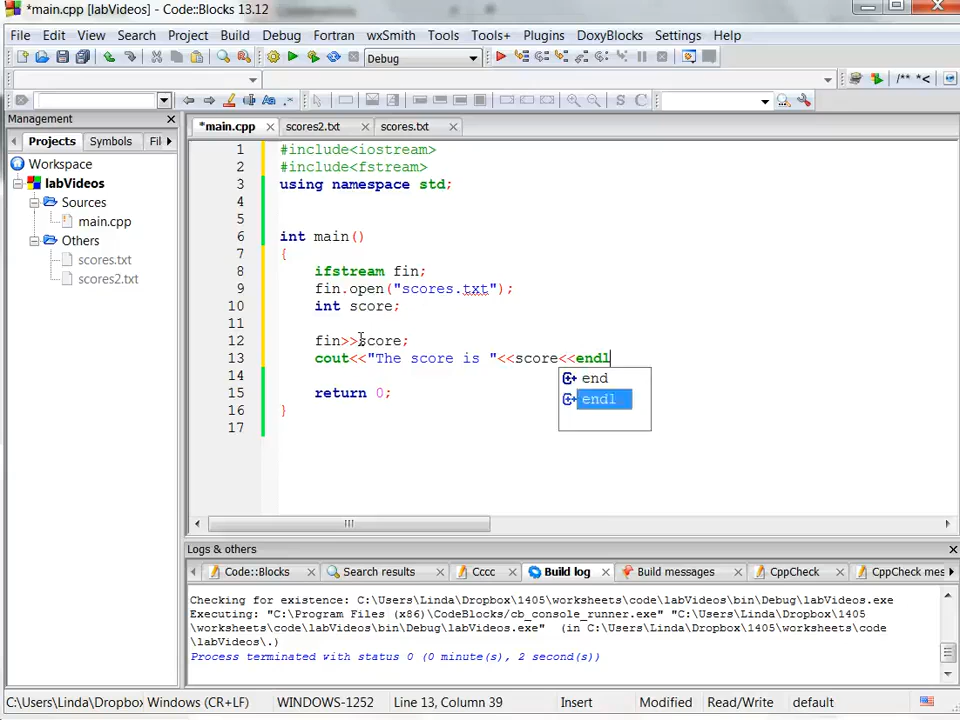 *main.cpp [labVideos] - Code::Blocks 13.12
File Edit View Search Project Build Debug Fortran wxSmith Tools Tools+ Plugins DoxyBlocks Settings Help
Debug
/** *<
S C
Management
*main.cpp scores2.txt scores.txt
Projects Symbols Fil
Workspace
labVideos
Sources
main.cpp
Others
scores.txt
scores2.txt
1 #include<iostream>
2 #include<fstream>
3 using namespace std;
4
5
6 int main()
7 {
8 ifstream fin;
9 fin.open("scores.txt");
10 int score;
11
12 fin>>score;
13 cout<<"The score is "<<score<<endl
14
15 return 0;
16 }
17
end
endl
Logs & others
Code::Blocks Search results Cccc Build log Build messages CppCheck CppCheck mes
Checking for existence: C:\Users\Linda\Dropbox\1405\worksheets\code\labVideos\bin\Debug\labVideos.exe
Executing: "C:\Program Files (x86)\CodeBlocks/cb_console_runner.exe" "C:\Users\Linda\Dropbox\1405
\worksheets\code\labVideos\bin\Debug\labVideos.exe" (in C:\Users\Linda\Dropbox\1405\worksheets\code
\labVideos\.)
Process terminated with status 0 (0 minute(s), 2 second(s))
C:\Users\Linda\Dropbo Windows (CR+LF) WINDOWS-1252 Line 13, Column 39 Insert Modified Read/Write default